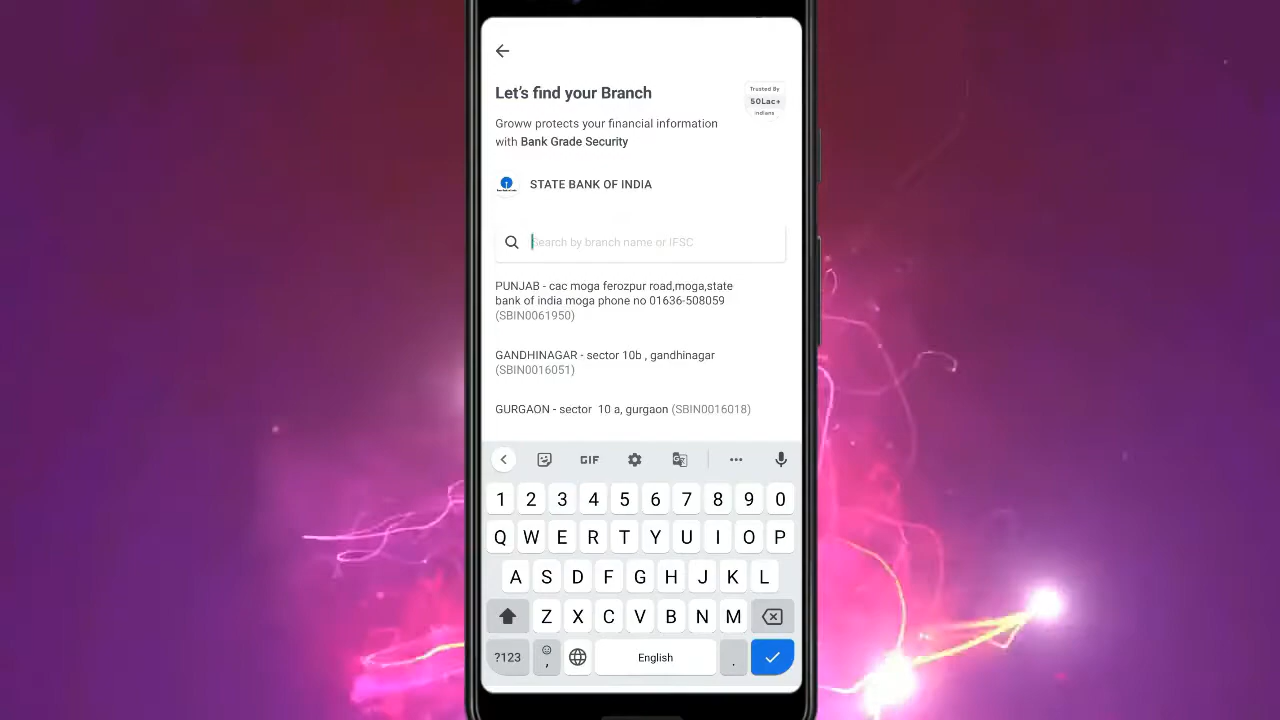 Let's find your Branch
Trusted By
50Lac+
Indians
Groww protects your financial information
with Bank Grade Security
STATE BANK OF INDIA
Search by branch name or IFSC
PUNJAB - cac moga ferozpur road,moga,state
bank of india moga phone no 01636-508059
(SBIN0061950)
GANDHINAGAR - sector 10b , gandhinagar
(SBIN0016051)
GURGAON - sector 10 a, gurgaon (SBIN0016018)
GIF
1 2 3 4 5 6 7 8 9 0
Q W E R T Y U I O P
A S D F G H J K L
Z X C V B N M
?123 , English .